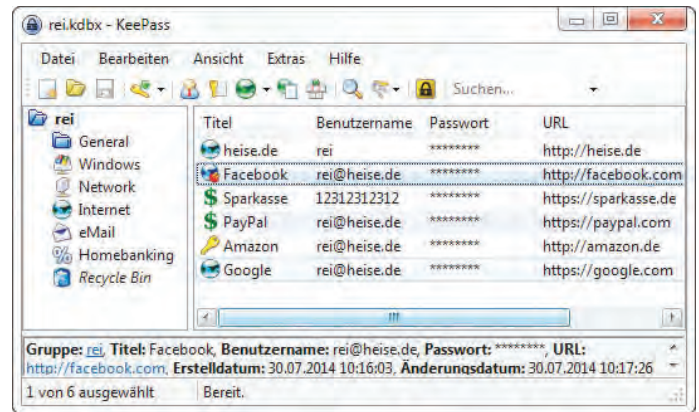 rei.kdbx - KeePass
Datei Bearbeiten Ansicht Extras Hilfe
Suchen...
rei
General
Windows
Network
Internet
eMail
Homebanking
Recycle Bin
Titel Benutzername Passwort URL
heise.de rei ******** http://heise.de
Facebook rei@heise.de ******** http://facebook.com
Sparkasse 12312312312 ******** https://sparkasse.de
PayPal rei@heise.de ******** https://paypal.com
Amazon rei@heise.de ******** http://amazon.de
Google rei@heise.de ******** https://google.com
Gruppe: rei, Titel: Facebook, Benutzername: rei@heise.de, Passwort: ********, URL:
http://facebook.com, Erstelldatum: 30.07.2014 10:16:03, Änderungsdatum: 30.07.2014 10:17:26
1 von 6 ausgewählt Bereit.